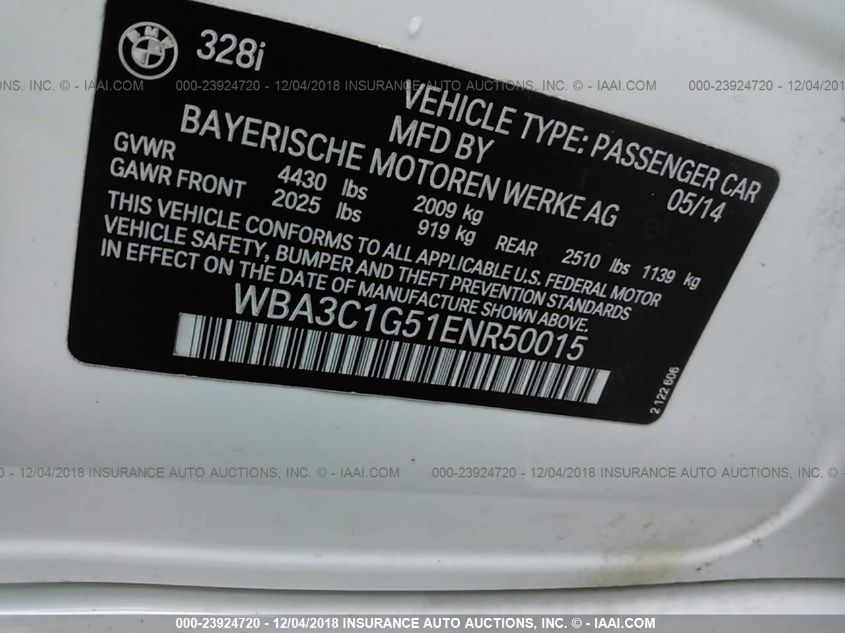 BMW
328i
000-23924720 - 12/04/2018 INSURANCE AUTO AUCTIONS, INC. © - IAAI.COM
VEHICLE TYPE: PASSENGER CAR
MFD BY
05/14
BAYERISCHE MOTOREN WERKE AG
GVWR 4430 lbs 2009 kg
GAWR FRONT 2025 lbs 919 kg REAR 2510 lbs 1139 kg
THIS VEHICLE CONFORMS TO ALL APPLICABLE U.S. FEDERAL MOTOR
VEHICLE SAFETY, BUMPER AND THEFT PREVENTION STANDARDS
IN EFFECT ON THE DATE OF MANUFACTURE SHOWN ABOVE.
WBA3C1G51ENR50015
2 122 606
000-23924720 - 12/04/2018 INSURANCE AUTO AUCTIONS, INC. © - IAAI.COM
000-23924720 - 12/04/2018 INSURANCE AUTO AUCTIONS, INC. © - IAAI.COM